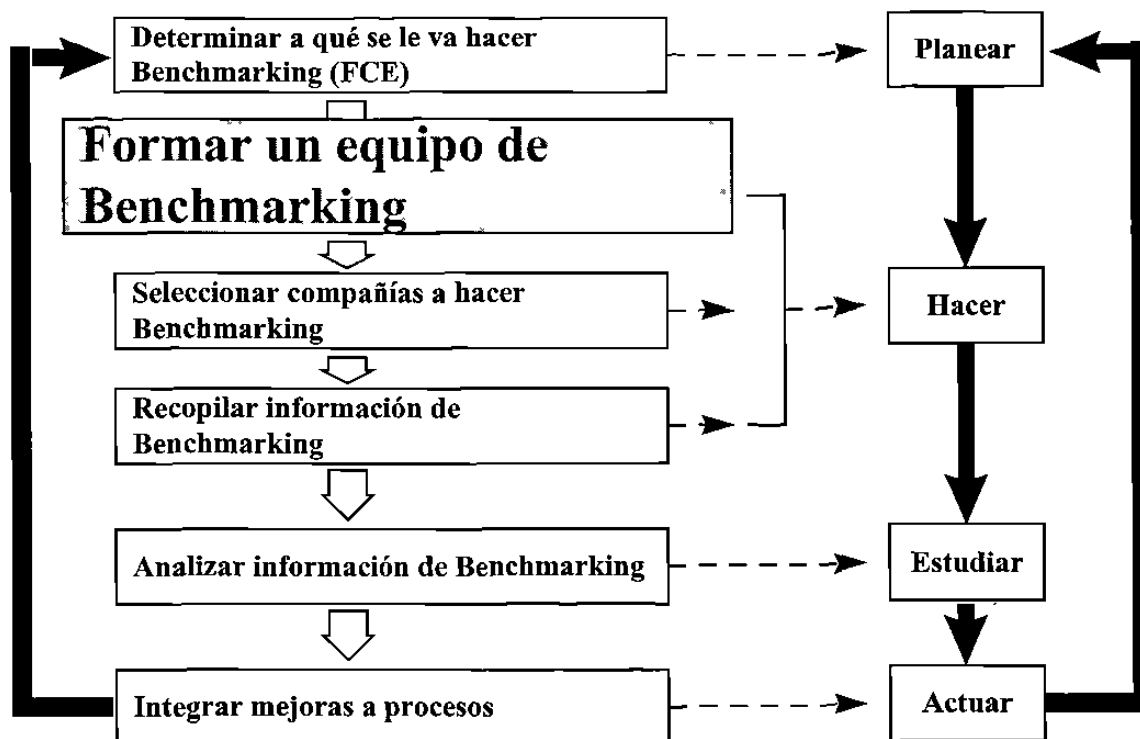 Determinar a qué se le va hacer
Benchmarking (FCE)
Planear
Formar un equipo de
Benchmarking
Seleccionar compañías a hacer
Benchmarking
Hacer
Recopilar información de
Benchmarking
Analizar información de Benchmarking
Estudiar
Integrar mejoras a procesos
Actuar